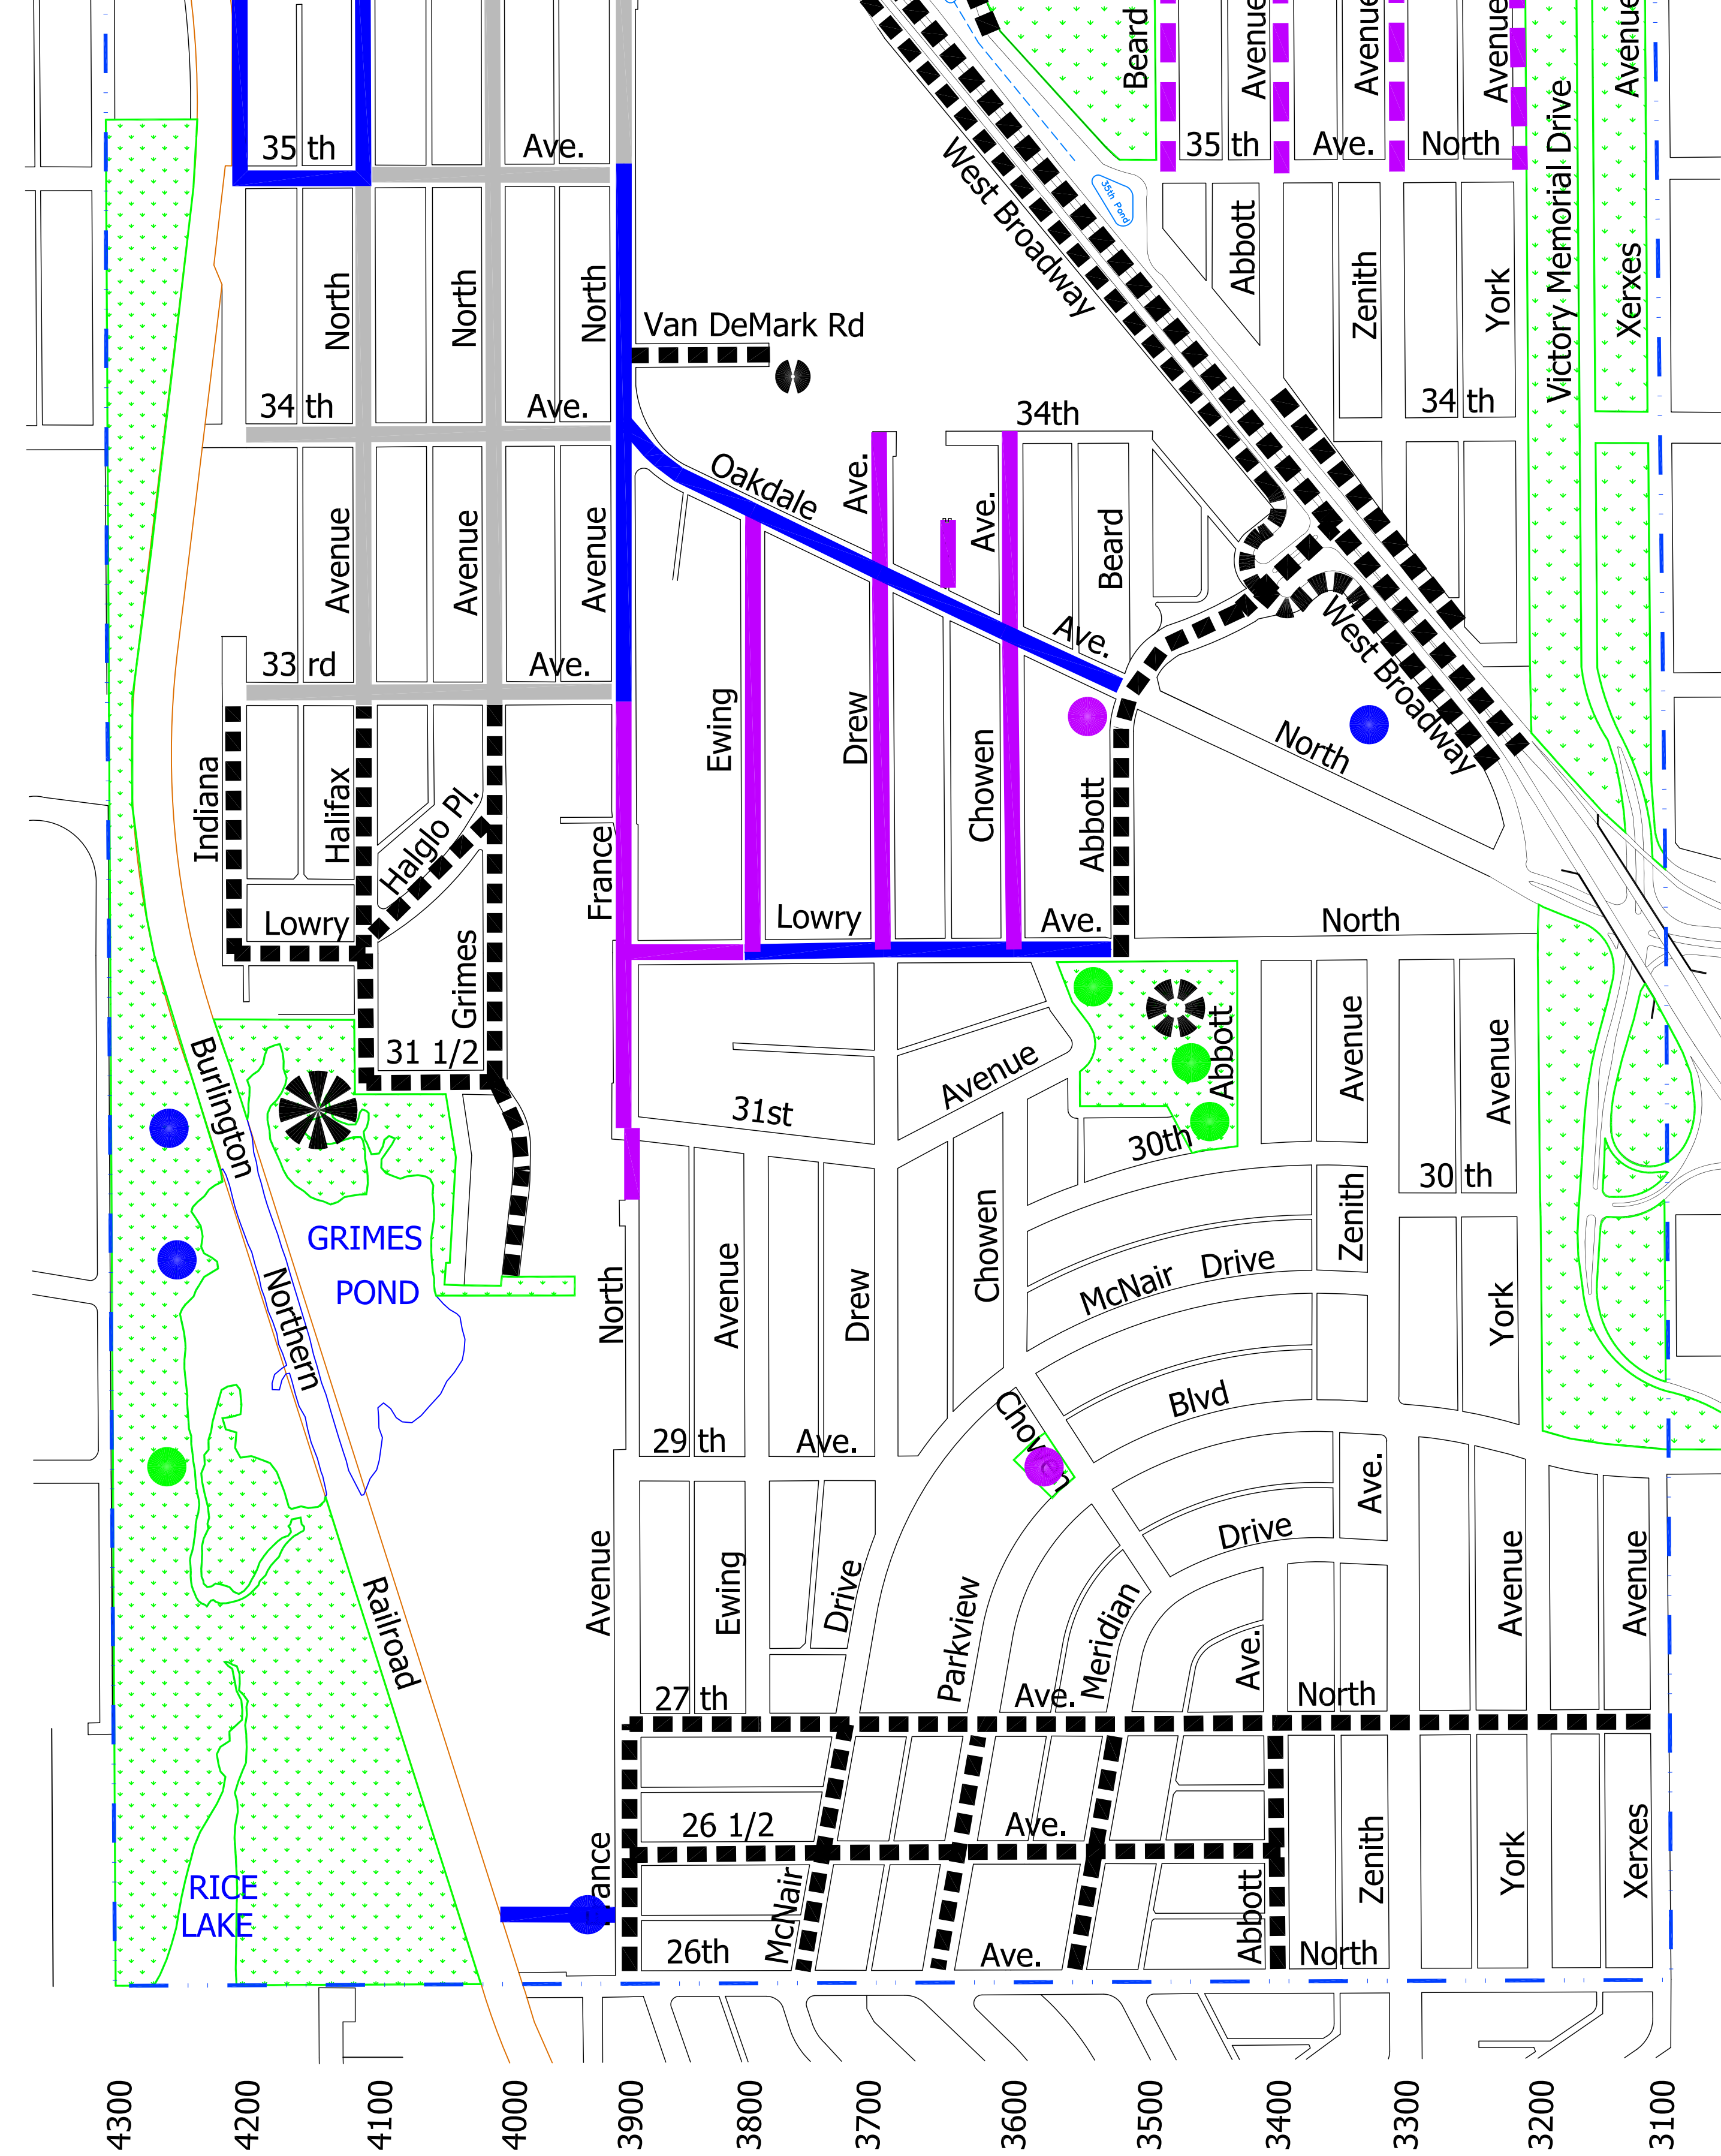 Beard
Avenue
Avenue
Avenue
Avenue
35 th
Ave.
35 th
Ave.
North
West Broadway
35th Pond
Victory Memorial Drive
North
North
North
Abbott
Zenith
York
Xerxes
Van DeMark Rd
34 th
Ave.
34th
34 th
Oakdale
Ave.
Ave.
Beard
Avenue
Avenue
Avenue
33 rd
Ave.
Ave.
West Broadway
North
Indiana
Halifax
Halglo Pl.
France
Ewing
Drew
Chowen
Abbott
Lowry
Lowry
Ave.
North
Grimes
31 1/2
Burlington
Avenue
Abbott
Avenue
Avenue
31st
30th
30 th
GRIMES
POND
Northern
North
Avenue
Drew
Chowen
McNair
Drive
Zenith
York
29 th
Ave.
Chowen
Blvd
Ave.
Drive
Railroad
Avenue
Ewing
Drive
Parkview
Meridian
Ave.
Avenue
Avenue
27 th
Ave.
North
26 1/2
Ave.
France
McNair
Abbott
Zenith
York
Xerxes
RICE
LAKE
26th
Ave.
North
4300
4200
4100
4000
3900
3800
3700
3600
3500
3400
3300
3200
3100